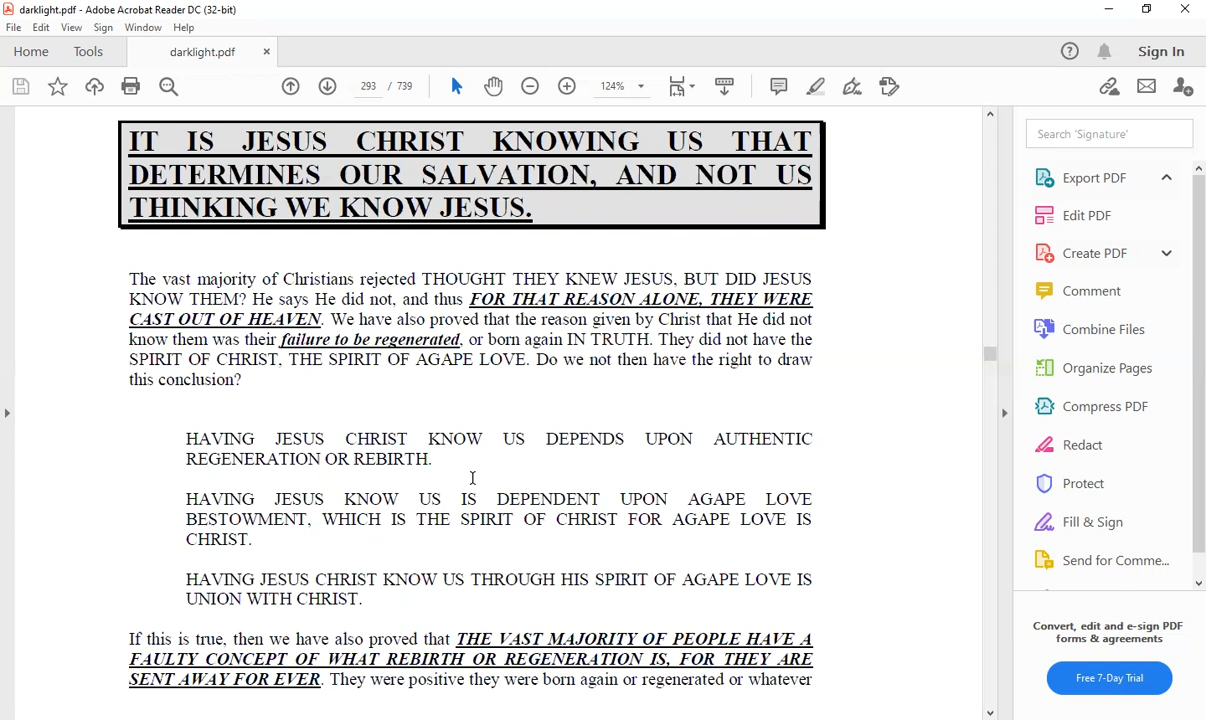 darklight.pdf - Adobe Acrobat Reader DC (32-bit)
File Edit View Sign Window Help
Home Tools darklight.pdf × Sign In
293 / 739 124%
IT IS JESUS CHRIST KNOWING US THAT
DETERMINES OUR SALVATION, AND NOT US
THINKING WE KNOW JESUS.
The vast majority of Christians rejected THOUGHT THEY KNEW JESUS, BUT DID JESUS
KNOW THEM? He says He did not, and thus FOR THAT REASON ALONE, THEY WERE
CAST OUT OF HEAVEN. We have also proved that the reason given by Christ that He did not
know them was their failure to be regenerated, or born again IN TRUTH. They did not have the
SPIRIT OF CHRIST, THE SPIRIT OF AGAPE LOVE. Do we not then have the right to draw
this conclusion?
HAVING JESUS CHRIST KNOW US DEPENDS UPON AUTHENTIC
REGENERATION OR REBIRTH.
HAVING JESUS KNOW US IS DEPENDENT UPON AGAPE LOVE
BESTOWMENT, WHICH IS THE SPIRIT OF CHRIST FOR AGAPE LOVE IS
CHRIST.
HAVING JESUS CHRIST KNOW US THROUGH HIS SPIRIT OF AGAPE LOVE IS
UNION WITH CHRIST.
If this is true, then we have also proved that THE VAST MAJORITY OF PEOPLE HAVE A
FAULTY CONCEPT OF WHAT REBIRTH OR REGENERATION IS, FOR THEY ARE
SENT AWAY FOR EVER. They were positive they were born again or regenerated or whatever
Search 'Signature'
Export PDF
Edit PDF
Create PDF
Comment
Combine Files
Organize Pages
Compress PDF
Redact
Protect
Fill & Sign
Send for Comme...
Convert, edit and e-sign PDF
forms & agreements
Free 7-Day Trial